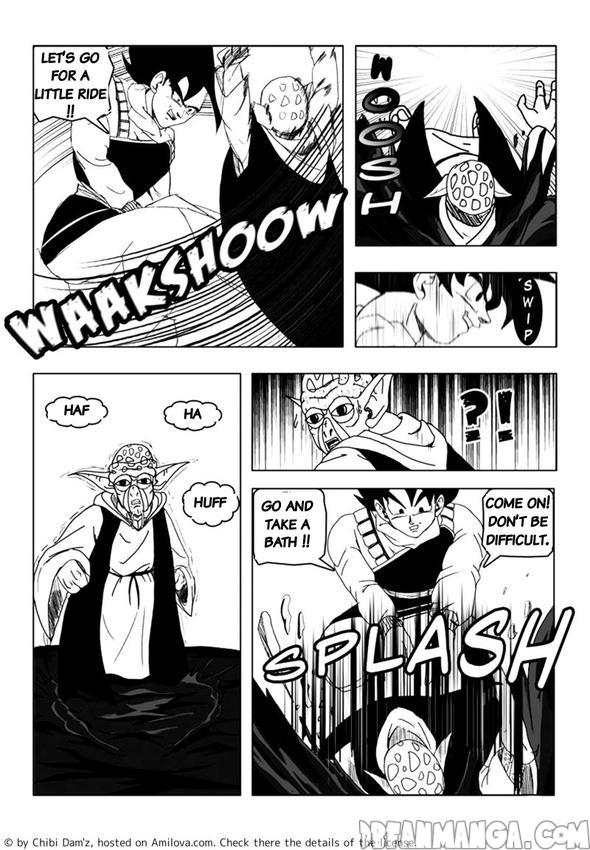 LET'S GO
FOR A
LITTLE RIDE
!!
WAAKSHOOW
WOOSH
SWIP
HAF
HA
HUFF
?!
GO AND
TAKE A
BATH !!
COME ON!
DON'T BE
DIFFICULT.
SPLASH
DREANMANGA.COM
© by Chibi Dam'z, hosted on Amilova.com. Check there the details of the license.